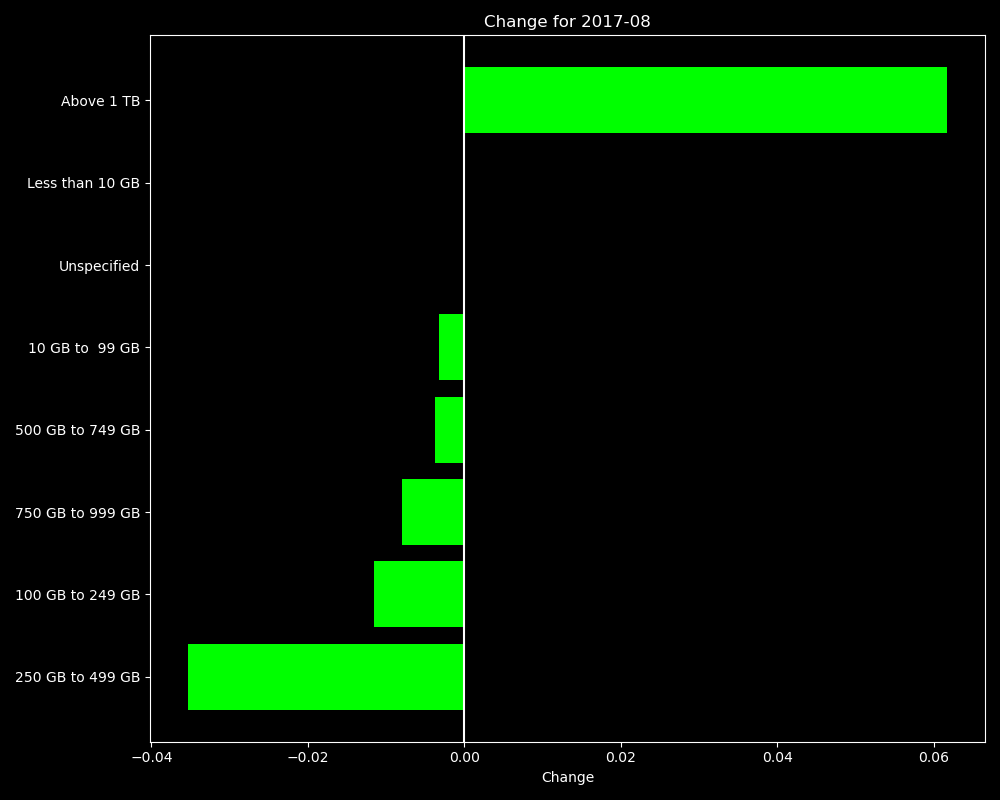 Change for 2017-08
Above 1 TB
Less than 10 GB
Unspecified
10 GB to  99 GB
500 GB to 749 GB
750 GB to 999 GB
100 GB to 249 GB
250 GB to 499 GB
−0.04 −0.02 0.00 0.02 0.04 0.06
Change